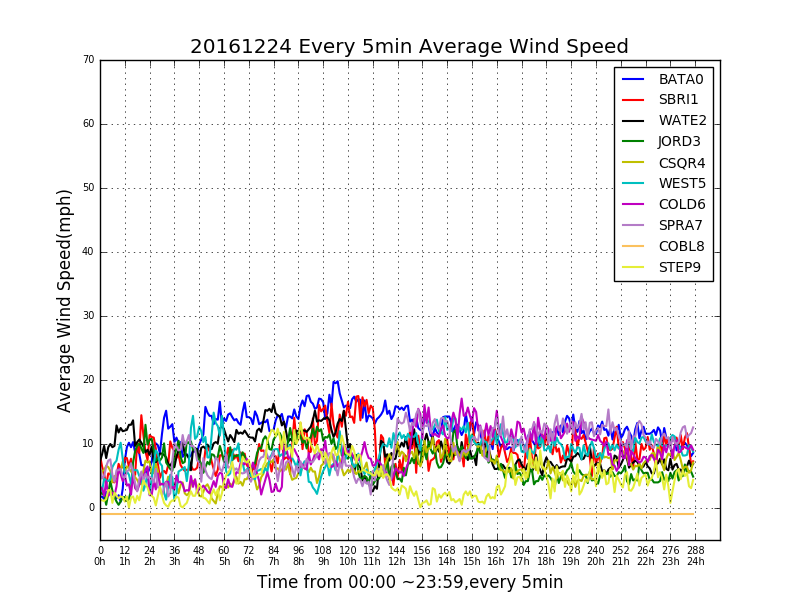 20161224 Every 5min Average Wind Speed
70
60
50
40
30
20
10
0
Average Wind Speed(mph)
BATA0
SBRI1
WATE2
JORD3
CSQR4
WEST5
COLD6
SPRA7
COBL8
STEP9
0 12 24 36 48 60 72 84 96 108 120 132 144 156 168 180 192 204 216 228 240 252 264 276 288
0h 1h 2h 3h 4h 5h 6h 7h 8h 9h 10h 11h 12h 13h 14h 15h 16h 17h 18h 19h 20h 21h 22h 23h 24h
Time from 00:00 ~23:59,every 5min